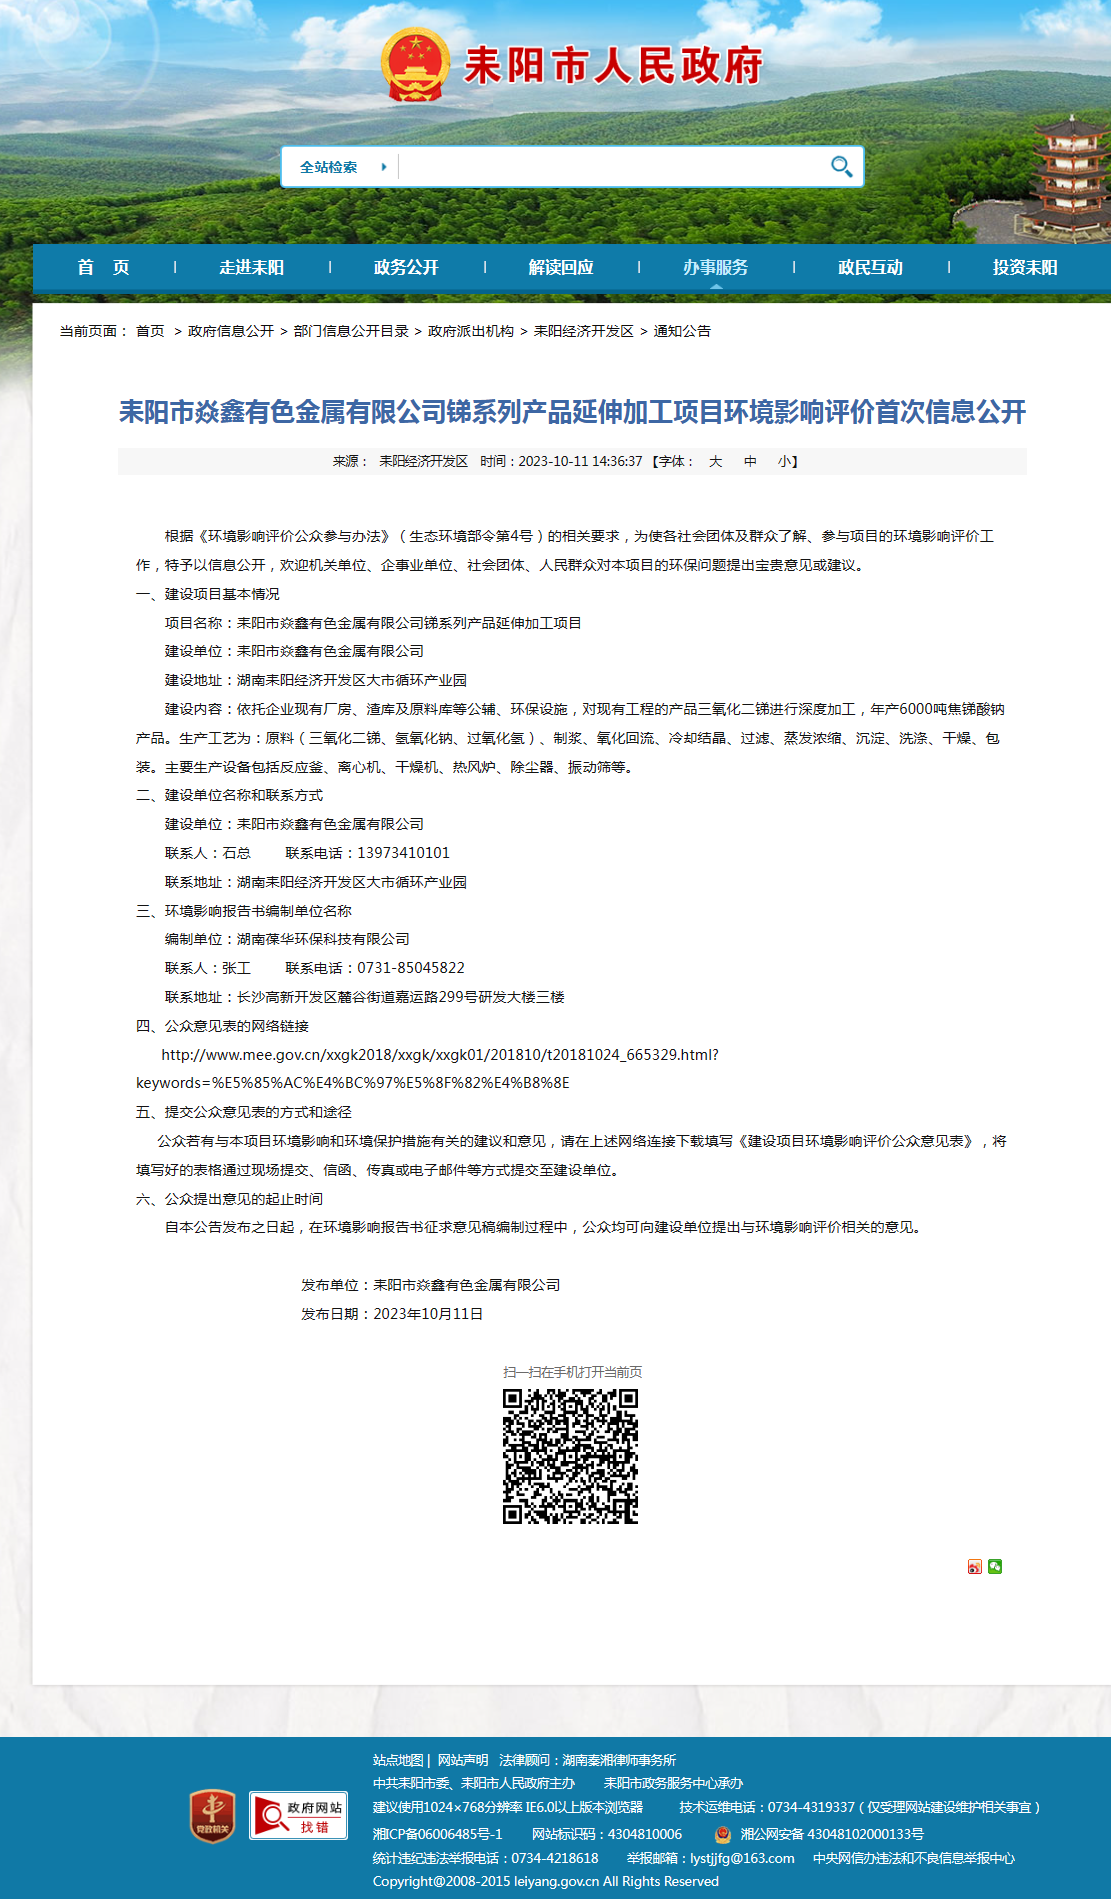 耒阳市人民政府
全站检索
首 页 | 走进耒阳 | 政务公开 | 解读回应 | 办事服务 | 政民互动 | 投资耒阳
当前页面： 首页 > 政府信息公开 > 部门信息公开目录 > 政府派出机构 > 耒阳经济开发区 > 通知公告
耒阳市焱鑫有色金属有限公司锑系列产品延伸加工项目环境影响评价首次信息公开
来源： 耒阳经济开发区 时间：2023-10-11 14:36:37 【字体： 大 中 小】
根据《环境影响评价公众参与办法》（生态环境部令第4号）的相关要求，为使各社会团体及群众了解、参与项目的环境影响评价工
作，特予以信息公开，欢迎机关单位、企事业单位、社会团体、人民群众对本项目的环保问题提出宝贵意见或建议。
一、建设项目基本情况
项目名称：耒阳市焱鑫有色金属有限公司锑系列产品延伸加工项目
建设单位：耒阳市焱鑫有色金属有限公司
建设地址：湖南耒阳经济开发区大市循环产业园
建设内容：依托企业现有厂房、渣库及原料库等公辅、环保设施，对现有工程的产品三氧化二锑进行深度加工，年产6000吨焦锑酸钠
产品。生产工艺为：原料（三氧化二锑、氢氧化钠、过氧化氢）、制浆、氧化回流、冷却结晶、过滤、蒸发浓缩、沉淀、洗涤、干燥、包
装。主要生产设备包括反应釜、离心机、干燥机、热风炉、除尘器、振动筛等。
二、建设单位名称和联系方式
建设单位：耒阳市焱鑫有色金属有限公司
联系人：石总 联系电话：13973410101
联系地址：湖南耒阳经济开发区大市循环产业园
三、环境影响报告书编制单位名称
编制单位：湖南葆华环保科技有限公司
联系人：张工 联系电话：0731-85045822
联系地址：长沙高新开发区麓谷街道嘉运路299号研发大楼三楼
四、公众意见表的网络链接
http://www.mee.gov.cn/xxgk2018/xxgk/xxgk01/201810/t20181024_665329.html?
keywords=%E5%85%AC%E4%BC%97%E5%8F%82%E4%B8%8E
五、提交公众意见表的方式和途径
公众若有与本项目环境影响和环境保护措施有关的建议和意见，请在上述网络连接下载填写《建设项目环境影响评价公众意见表》，将
填写好的表格通过现场提交、信函、传真或电子邮件等方式提交至建设单位。
六、公众提出意见的起止时间
自本公告发布之日起，在环境影响报告书征求意见稿编制过程中，公众均可向建设单位提出与环境影响评价相关的意见。
发布单位：耒阳市焱鑫有色金属有限公司
发布日期：2023年10月11日
扫一扫在手机打开当前页
党政机关
政府网站
找错
站点地图 | 网站声明 法律顾问：湖南秦湘律师事务所
中共耒阳市委、耒阳市人民政府主办 耒阳市政务服务中心承办
建议使用1024×768分辨率 IE6.0以上版本浏览器 技术运维电话：0734-4319337（仅受理网站建设维护相关事宜）
湘ICP备06006485号-1 网站标识码：4304810006 湘公网安备 43048102000133号
统计违纪违法举报电话：0734-4218618 举报邮箱：lystjjfg@163.com 中央网信办违法和不良信息举报中心
Copyright@2008-2015 leiyang.gov.cn All Rights Reserved